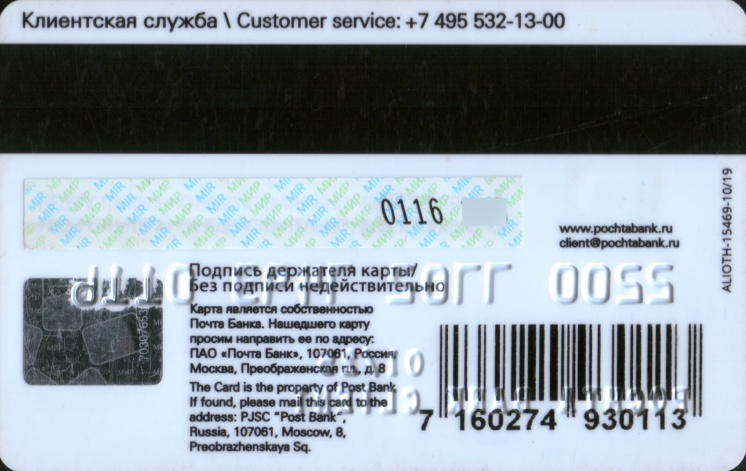 Клиентская служба \ Customer service: +7 495 532-13-00
0116
www.pochtabank.ru
client@pochtabank.ru
ALIOTH-15469-10/19
Подпись держателя карты/
Без подписи недействительно
Карта является собственностью
Почта Банка. Нашедшего карту
просим направить ее по адресу:
ПАО «Почта Банк», 107061, Россия,
Москва, Преображенская пл., д. 8
The Card is the property of Post Bank.
If found, please mail this card to the
address: PJSC "Post Bank",
Russia, 107061, Moscow, 8,
Preobrazhenskaya Sq.
7 160274 930113